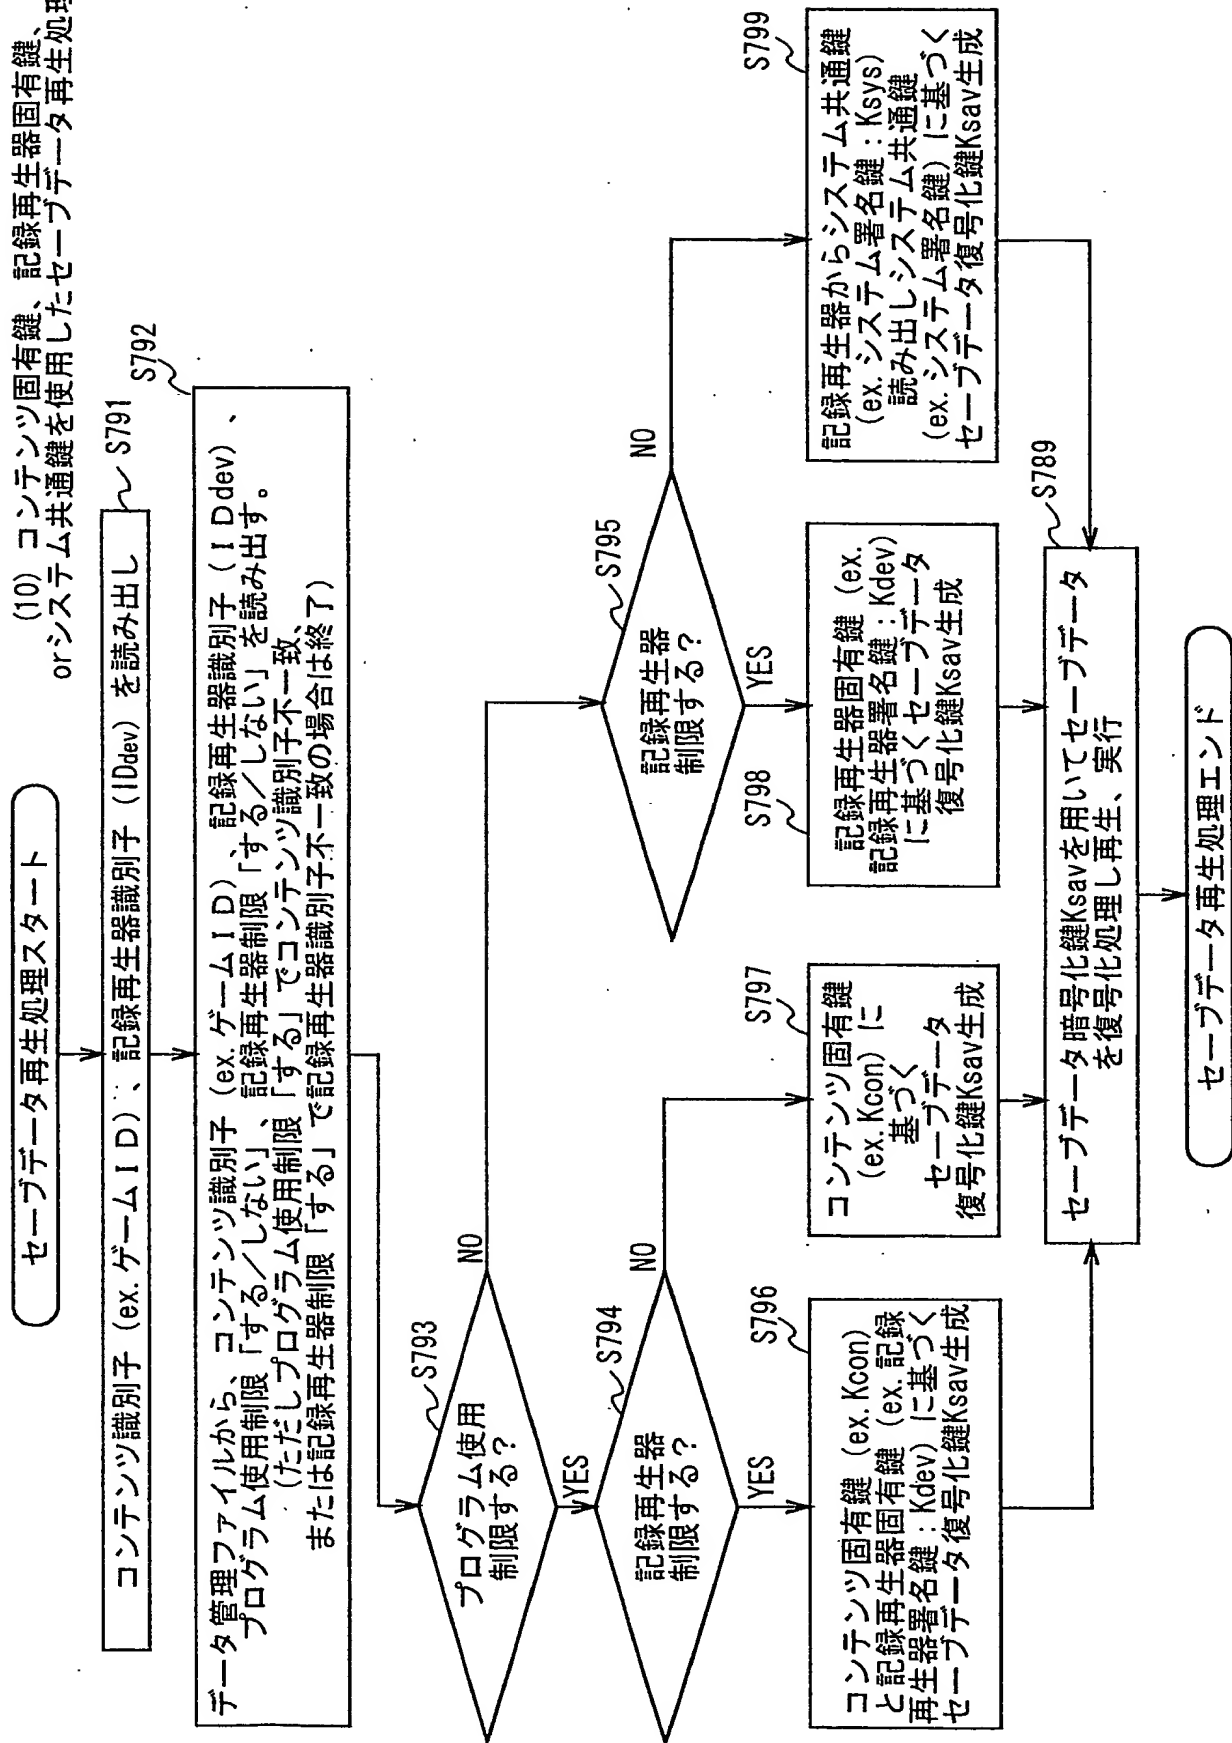 (10) コンテンツ固有鍵、記録再生器固有鍵、
orシステム共通鍵を使用したセーブデータ再生処理
セーブデータ再生処理スタート
コンテンツ識別子 (ex. ゲームＩＤ)、記録再生器識別子 (IDdev) を読み出し
S791
データ管理ファイルから、コンテンツ識別子 (ex. ゲームＩＤ)、記録再生器識別子 (ＩＤdev) 、
プログラム使用制限「する／しない」、記録再生器制限「する／しない」を読み出す。
(ただしプログラム使用制限「する」でコンテンツ識別子不一致、
または記録再生器制限「する」で記録再生器識別子不一致の場合は終了)
S792
プログラム使用
制限する？
S793
YES
NO
記録再生器
制限する？
S794
YES
NO
記録再生器
制限する？
S795
YES
NO
コンテンツ固有鍵 (ex. Kcon)
と記録再生器固有鍵 (ex. 記録
再生器署名鍵：Kdev) に基づく
セーブデータ復号化鍵Ksav生成
S796
コンテンツ固有鍵
(ex. Kcon) に
基づく
セーブデータ
復号化鍵Ksav生成
S797
記録再生器固有鍵 (ex.
記録再生器署名鍵：Kdev)
に基づくセーブデータ
復号化鍵Ksav生成
S798
記録再生器からシステム共通鍵
(ex. システム署名鍵：Ksys)
読み出しシステム共通鍵
(ex. システム署名鍵) に基づく
セーブデータ復号化鍵Ksav生成
S799
セーブデータ暗号化鍵Ksavを用いてセーブデータ
を復号化処理し再生、実行
S789
セーブデータ再生処理エンド